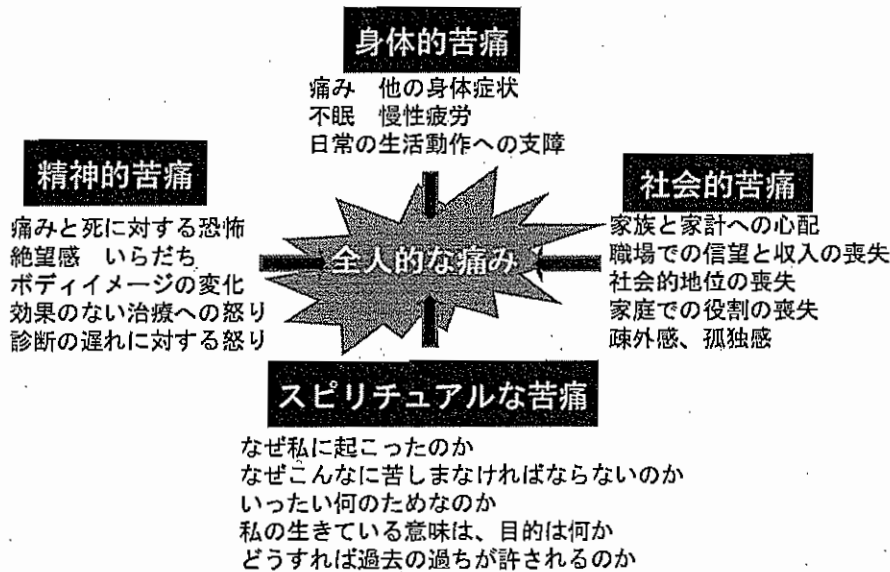 身体的苦痛
痛み 他の身体症状
不眠 慢性疲労
日常の生活動作への支障
精神的苦痛
痛みと死に対する恐怖
絶望感 いらだち
ボディイメージの変化
効果のない治療への怒り
診断の遅れに対する怒り
全人的な痛み
社会的苦痛
家族と家計への心配
職場での信望と収入の喪失
社会的地位の喪失
家庭での役割の喪失
疎外感、孤独感
スピリチュアルな苦痛
なぜ私に起こったのか
なぜこんなに苦しまなければならないのか
いったい何のためなのか
私の生きている意味は、目的は何か
どうすれば過去の過ちが許されるのか